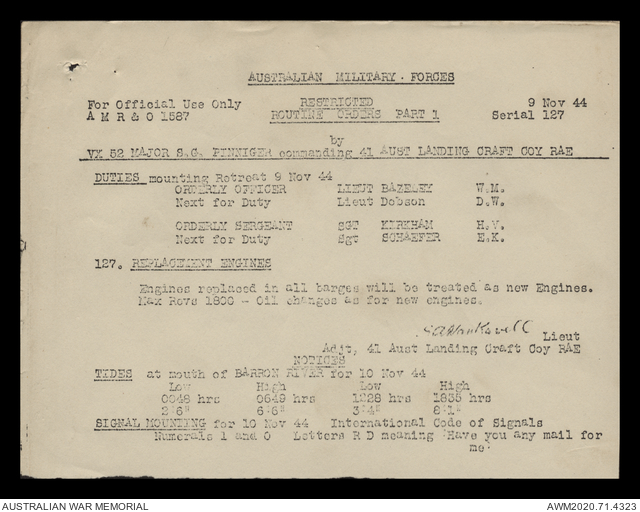 AUSTRALIAN MILITARY FORCES
For Official Use Only RESTRICTED 9 Nov 44
A M R & O 1587 ROUTINE ORDERS PART 1 Serial 127
by
VX 52 MAJOR S.G. PINNIGER commanding 41 AUST LANDING CRAFT COY RAE
DUTIES mounting Retreat 9 Nov 44
ORDERLY OFFICER LIEUT BAZELEY W.M.
Next for Duty Lieut Dobson D.W.
ORDERLY SERGEANT SGT KIRKHAM H.V.
Next for Duty Sgt SCHAEFER E.K.
127. REPLACEMENT ENGINES
Engines replaced in all barges will be treated as new Engines.
Max Revs 1800 - Oil changes as for new engines.
Lieut
Adjt, 41 Aust Landing Craft Coy RAE
NOTICES
TIDES at mouth of BARRON RIVER for 10 Nov 44
Low High Low High
0048 hrs 0649 hrs 1228 hrs 1835 hrs
2'6" 6'6" 3'4" 8'1"
SIGNAL MOUNTING for 10 Nov 44 International Code of Signals
Numerals 1 and 0 Letters R D meaning 'Have you any mail for
me'
AUSTRALIAN WAR MEMORIAL AWM2020.71.4323